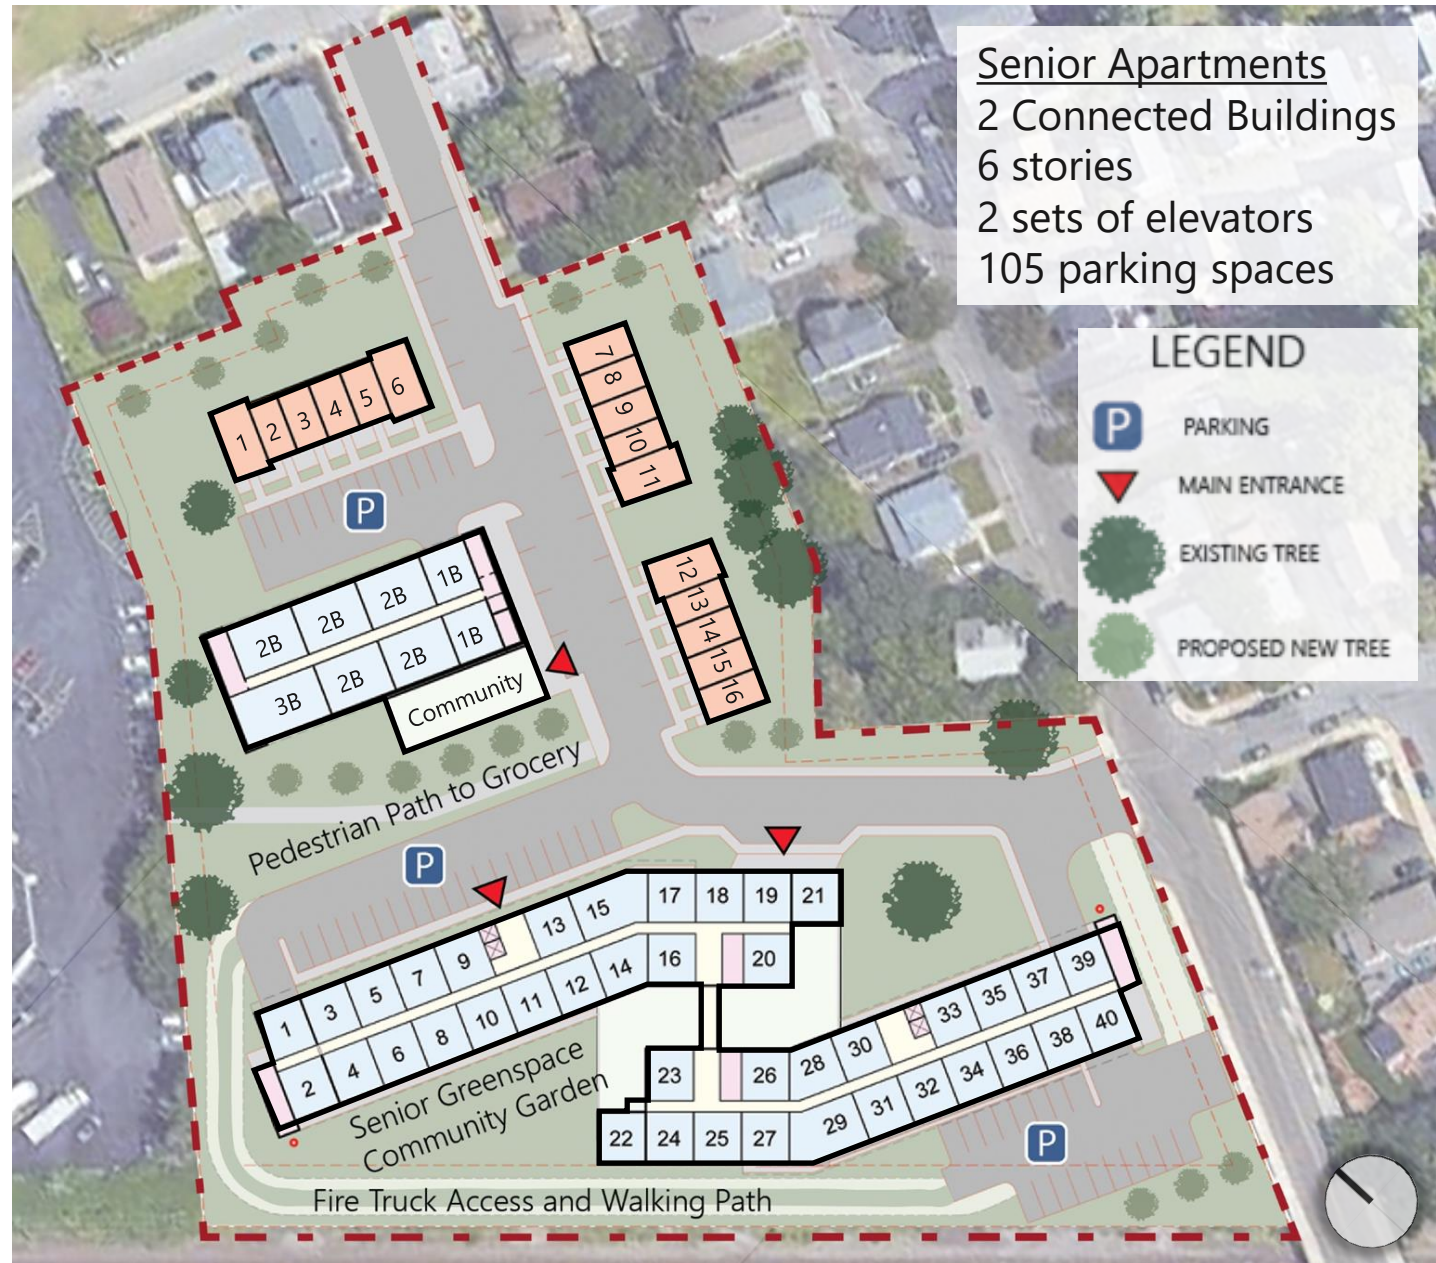 Senior Apartments
2 Connected Buildings
6 stories
2 sets of elevators
105 parking spaces
LEGEND
P PARKING
MAIN ENTRANCE
EXISTING TREE
PROPOSED NEW TREE
1 2 3 4 5 6
7
8
9
10
11
P
12
13
14
15
16
2B 2B 2B 1B
3B 2B 2B 1B
Community
Pedestrian Path to Grocery
P
1 3 5 7 9 13 15 17 18 19 21
2 4 6 8 10 11 12 14 16 20
23 26 28 30 33 35 37 39
22 24 25 27 29 31 32 34 36 38 40
Senior Greenspace
Community Garden
P
Fire Truck Access and Walking Path